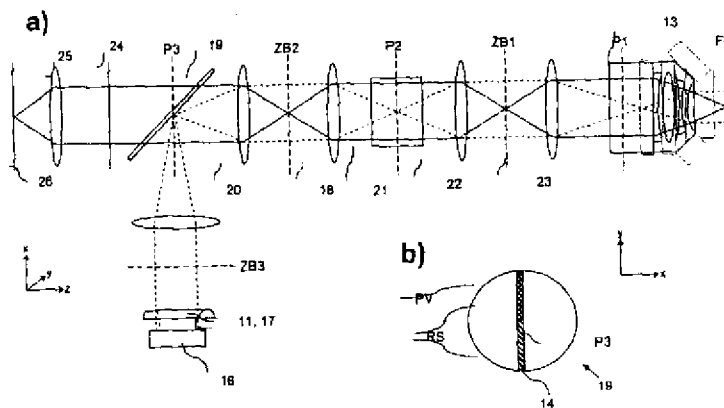 a)
25
24
P3
19
ZB2
P2
ZB1
13
F
26
20
18
21
22
23
x
y
z
ZB3
11, 17
16
b)
y
x
PV
RS
P3
14
19